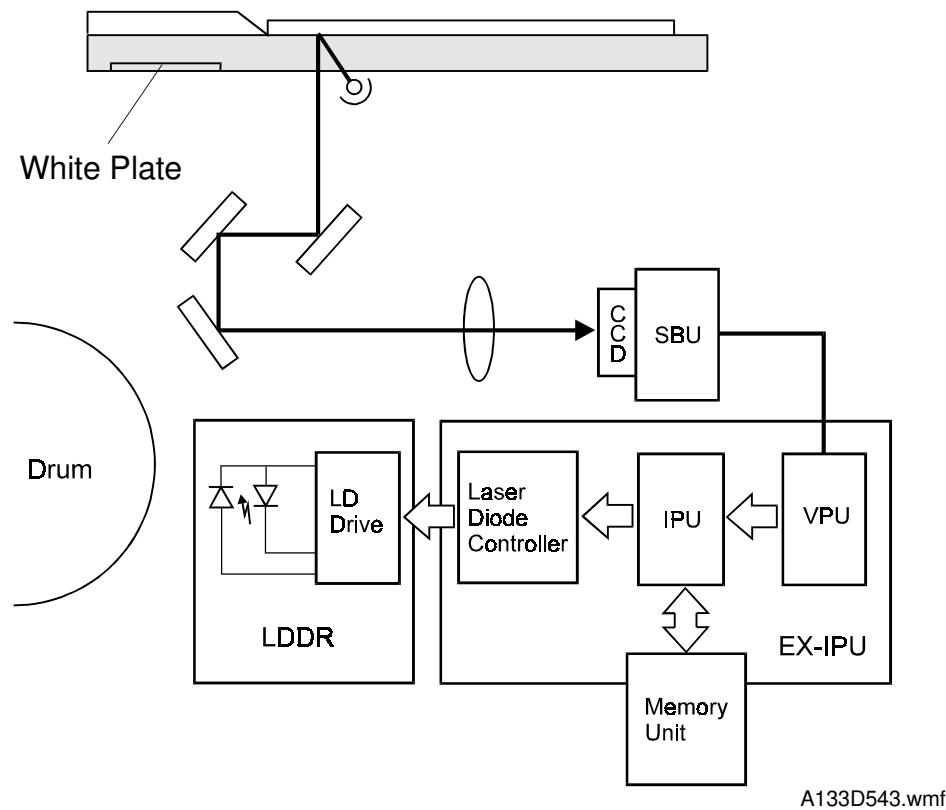 White Plate
C
C
D
SBU
Drum
LD
Drive
LDDR
Laser
Diode
Controller
IPU
VPU
EX-IPU
Memory
Unit
A133D543.wmf